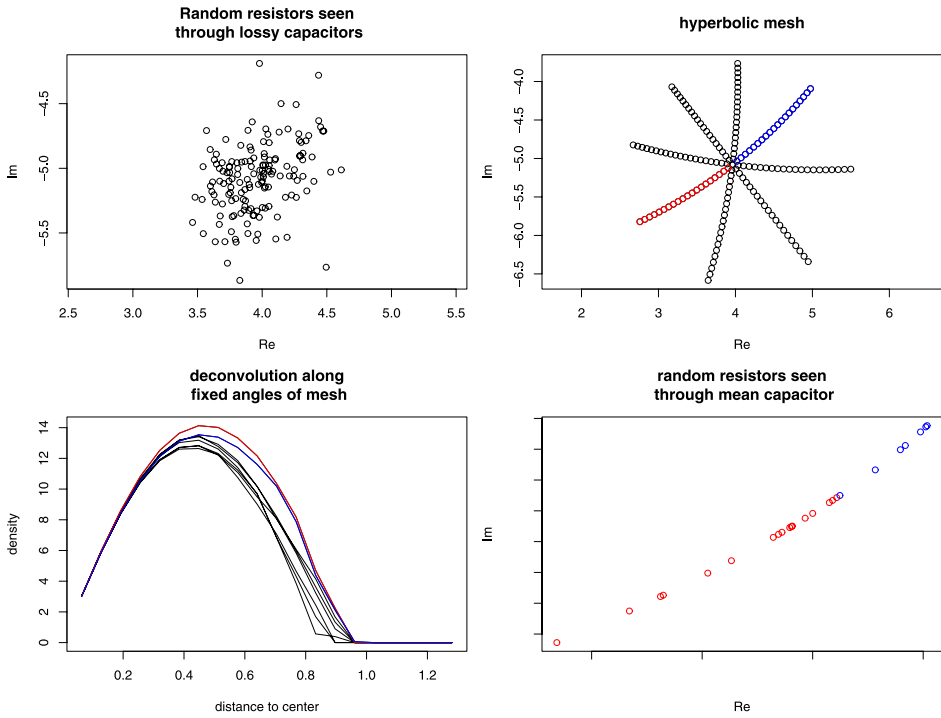 Random resistors seen
through lossy capacitors
Im
−4.5
−5.0
−5.5
2.5 3.0 3.5 4.0 4.5 5.0 5.5
Re
hyperbolic mesh
Im
−4.0
−4.5
−5.0
−5.5
−6.0
−6.5
2 3 4 5 6
Re
deconvolution along
fixed angles of mesh
density
14
12
10
8
6
4
2
0
0.2 0.4 0.6 0.8 1.0 1.2
distance to center
random resistors seen
through mean capacitor
Im
Re